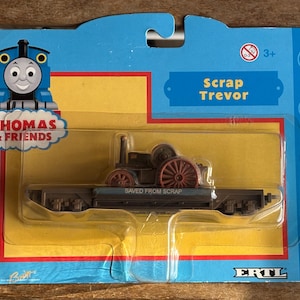 3+
Scrap
Trevor
THOMAS
& FRIENDS
SAVED FROM SCRAP
ERTL